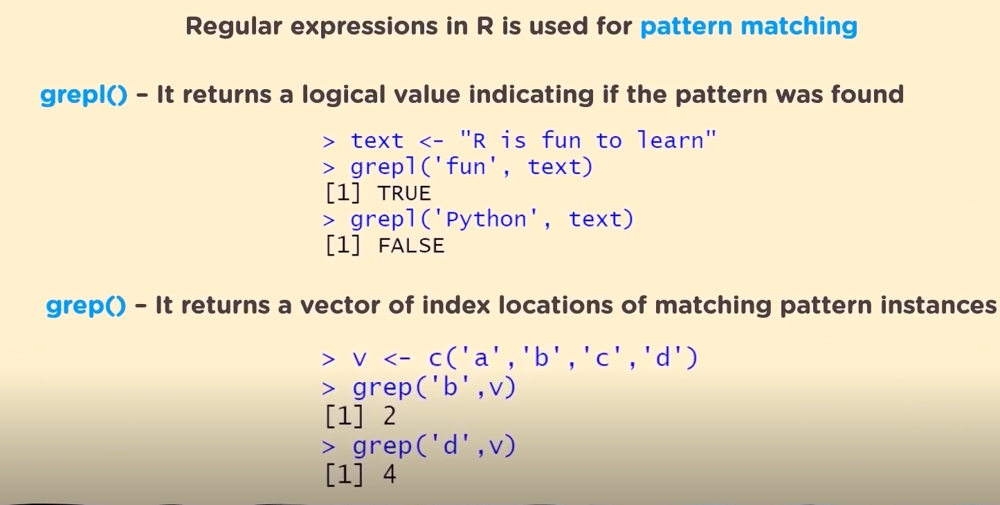 Regular expressions in R is used for pattern matching
grepl() – It returns a logical value indicating if the pattern was found
> text <- "R is fun to learn"
> grepl('fun', text)
[1] TRUE
> grepl('Python', text)
[1] FALSE
grep() – It returns a vector of index locations of matching pattern instances
> v <- c('a','b','c','d')
> grep('b',v)
[1] 2
> grep('d',v)
[1] 4